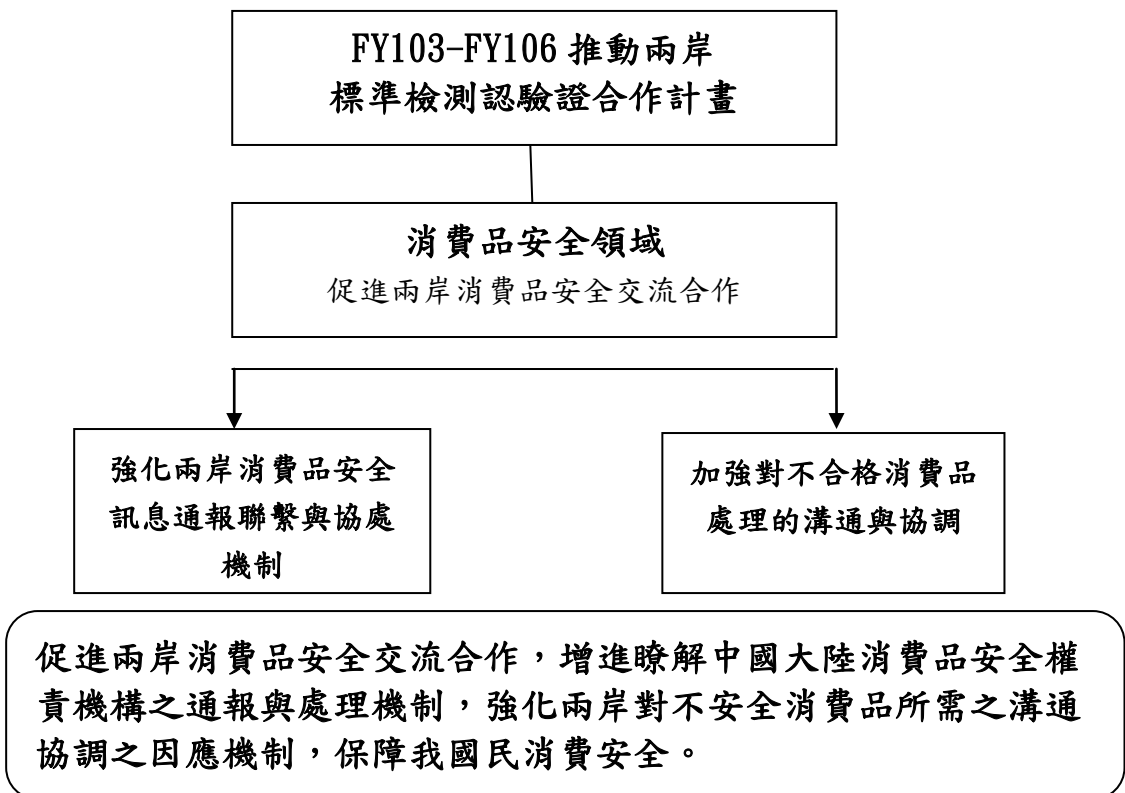 FY103-FY106 推動兩岸
標準檢測認驗證合作計畫
消費品安全領域
促進兩岸消費品安全交流合作
強化兩岸消費品安全
訊息通報聯繫與協處
機制
加強對不合格消費品
處理的溝通與協調
促進兩岸消費品安全交流合作，增進瞭解中國大陸消費品安全權
責機構之通報與處理機制，強化兩岸對不安全消費品所需之溝通
協調之因應機制，保障我國民消費安全。